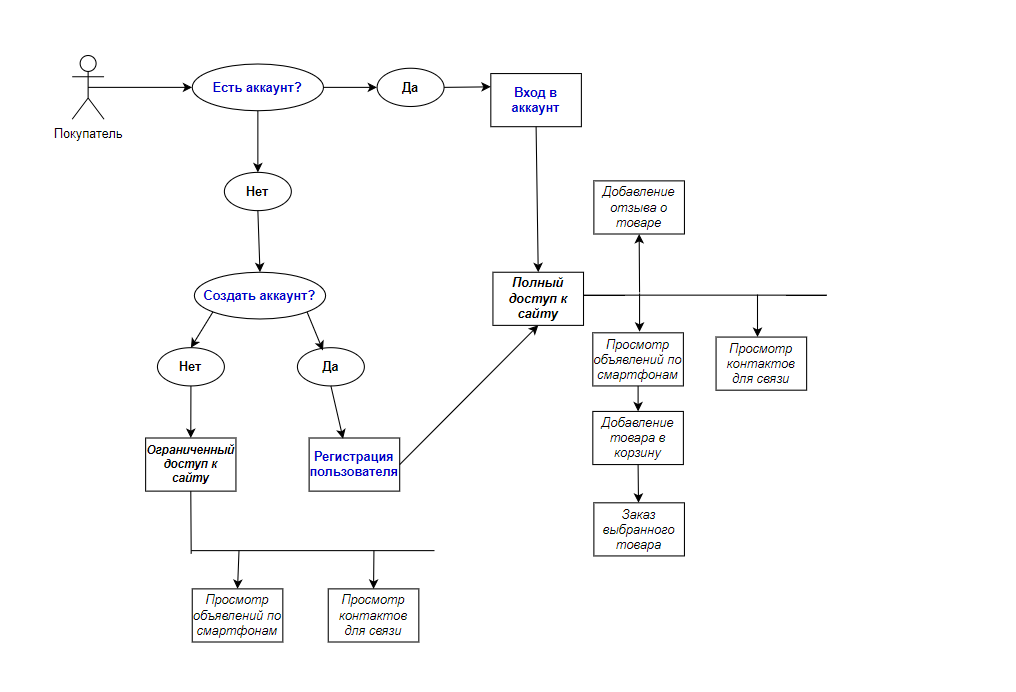 Есть аккаунт?
Да
Вход в
аккаунт
Покупатель
Нет
Добавление
отзыва о
товаре
Создать аккаунт?
Полный
доступ к
сайту
Нет
Да
Просмотр
объявлений по
смартфонам
Просмотр
контактов
для связи
Ограниченный
доступ к
сайту
Регистрация
пользователя
Добавление
товара в
корзину
Заказ
выбранного
товара
Просмотр
объявлений по
смартфонам
Просмотр
контактов
для связи